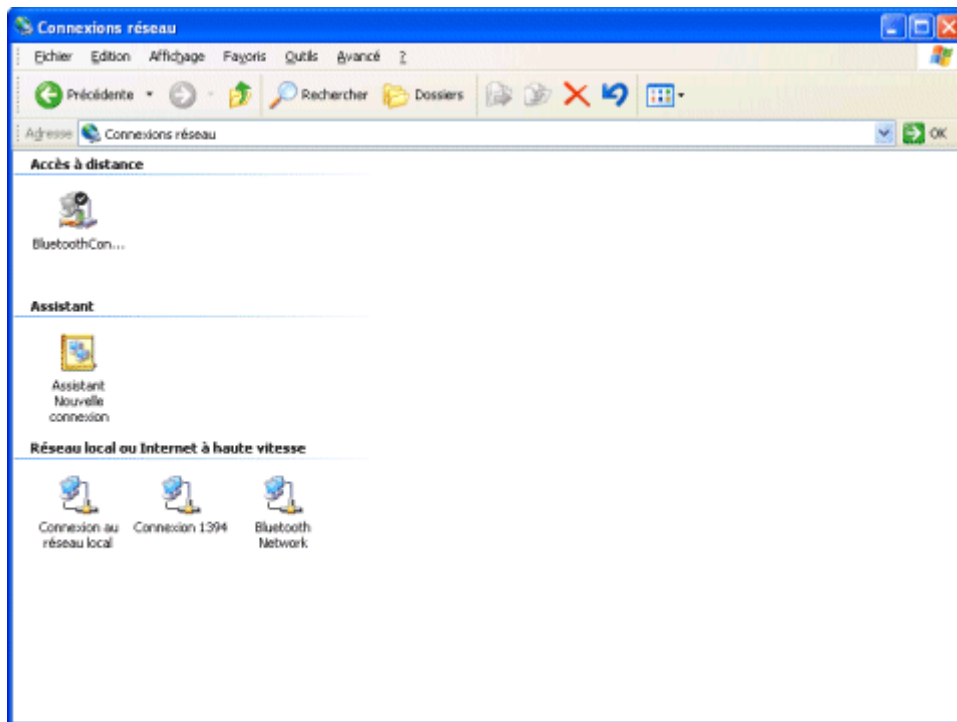 Connexions réseau
Fichier Edition Affichage Favoris Outils Avancé ?
Précédente Rechercher Dossiers
Adresse Connexions réseau OK
Accès à distance
BluetoothCon...
Assistant
Assistant
Nouvelle
connexion
Réseau local ou Internet à haute vitesse
Connexion au Connexion 1394 Bluetooth
réseau local Network